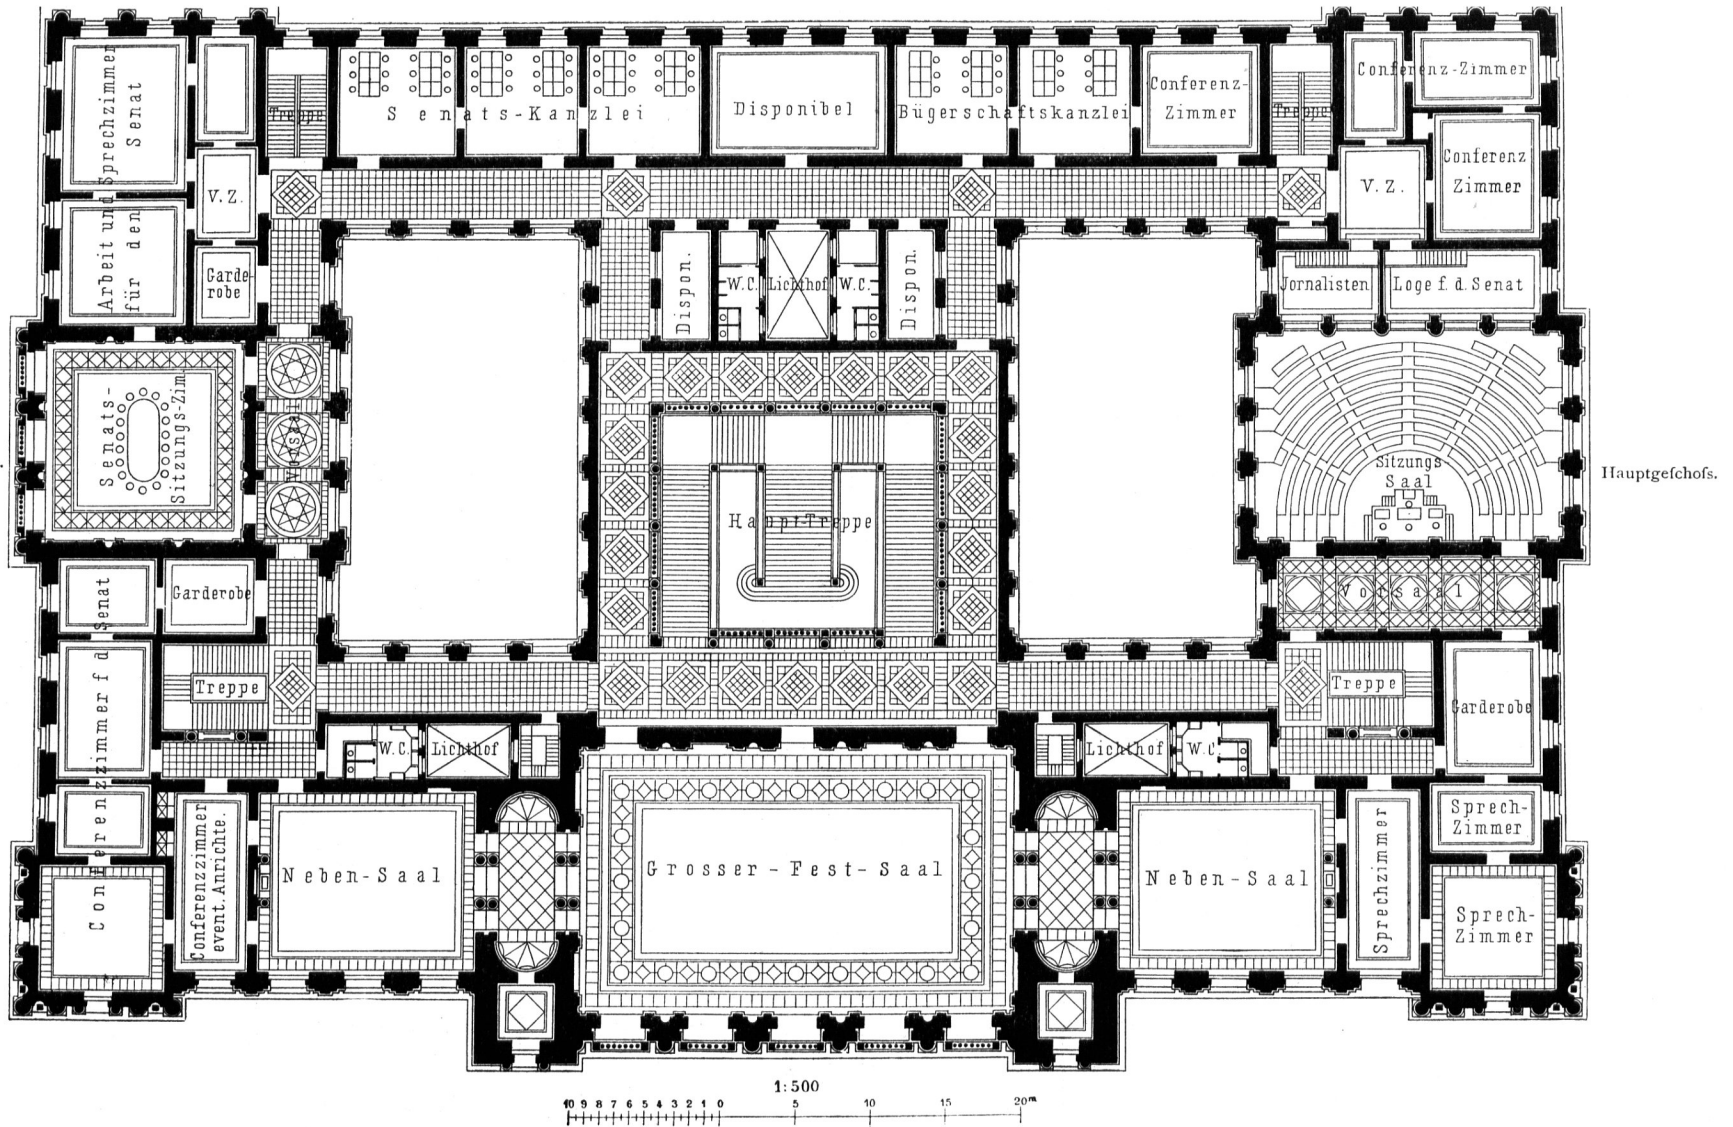 Arbeit und Sprechzimmer
für den Senat
Treppe
Senats-Kanzlei
Disponibel
Bügerschaftskanzlei
Conferenz-
Zimmer
Treppe
Conferenz-Zimmer
V.Z.
V.Z.
Conferenz
Zimmer
Garde-
robe
Dispon.
W.C.
Lichthof
W.C.
Dispon.
Jornalisten
Loge f. d. Senat
Senats-
Sitzungs-Zim.
Vorsaal
Haupt-Treppe
Sitzungs-
Saal
Hauptgeſchoſs.
Garderobe
Vorsaal
Conferenzzimmer f d Senat
Treppe
Treppe
Garderobe
W.C.
Lichthof
Lichthof
W.C.
Conferenzzimmer
event. Anrichte.
Neben-Saal
Grosser-Fest-Saal
Neben-Saal
Sprechzimmer
Sprech-
Zimmer
Sprech-
Zimmer
1:500
10 9 8 7 6 5 4 3 2 1 0 5 10 15 20m